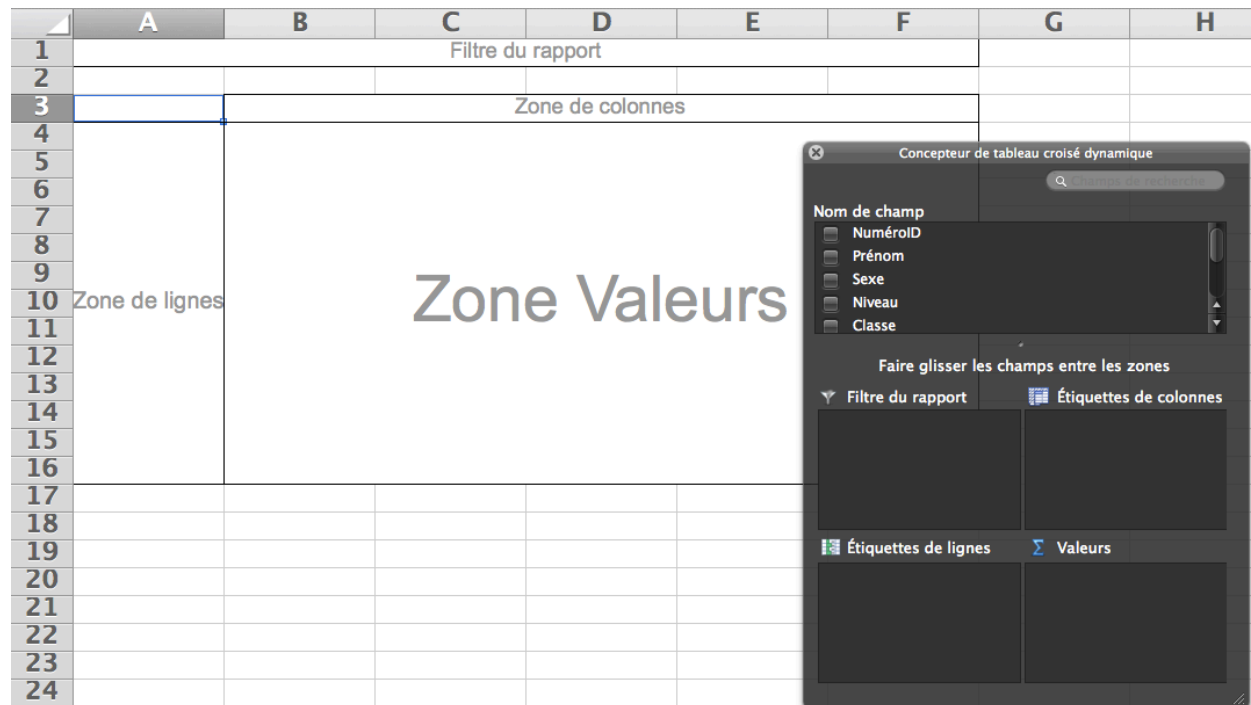 A B C D E F G H
1 Filtre du rapport
2
3 Zone de colonnes
4
5
6
7
8
9
10 Zone de lignes
Zone Valeurs
11
12
13
14
15
16
17
18
19
20
21
22
23
24
Concepteur de tableau croisé dynamique
Champs de recherche
Nom de champ
NuméroID
Prénom
Sexe
Niveau
Classe
Faire glisser les champs entre les zones
Filtre du rapport Étiquettes de colonnes
Étiquettes de lignes Σ Valeurs